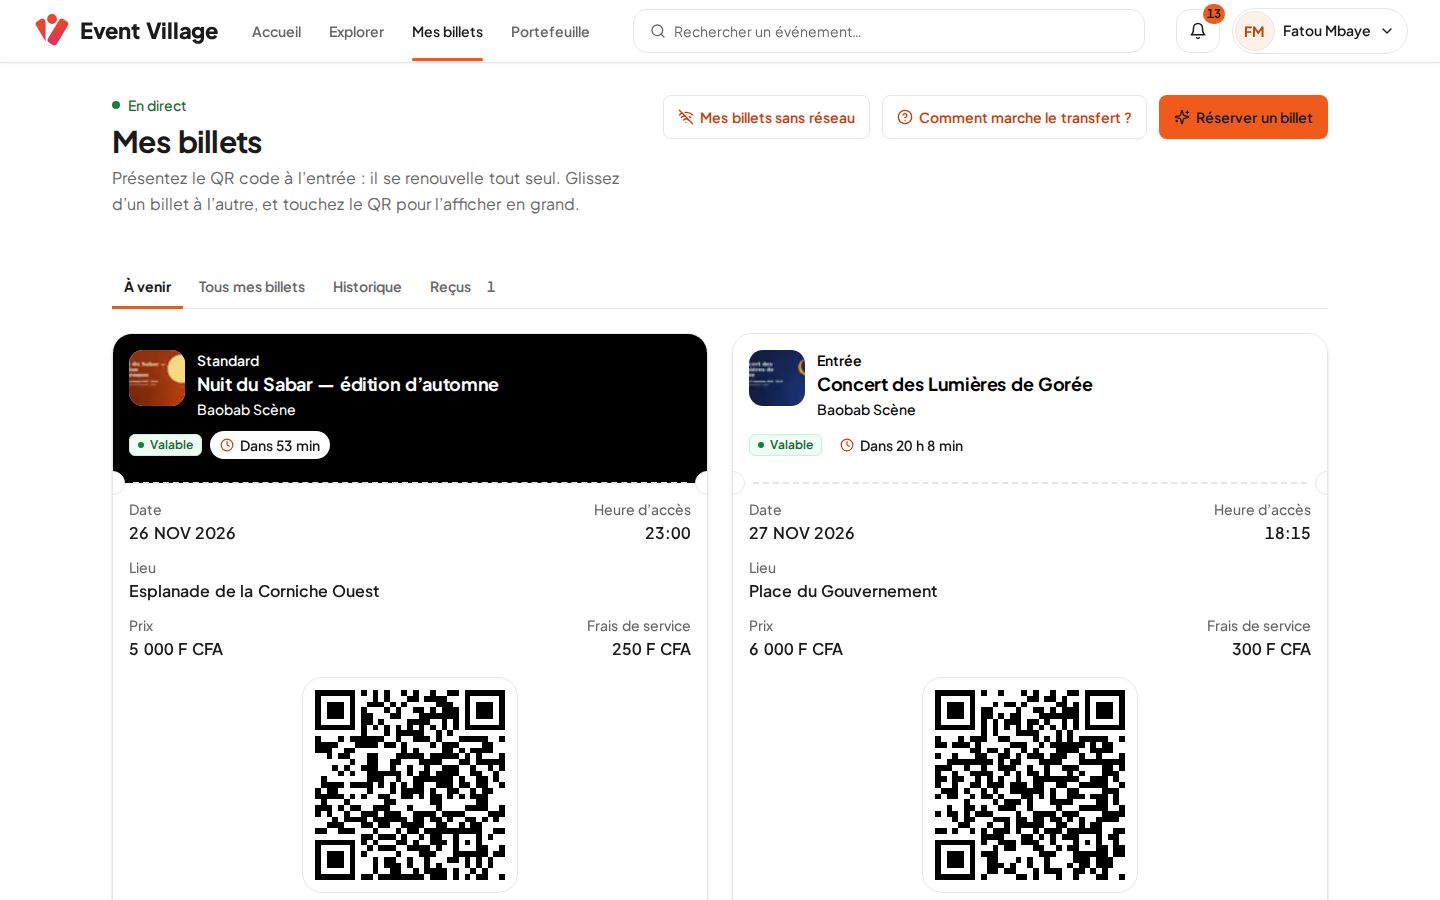 Event Village
Accueil
Explorer
Mes billets
Portefeuille
Rechercher un événement...
13
FM
Fatou Mbaye
En direct
Mes billets
Présentez le QR code à l’entrée : il se renouvelle tout seul. Glissez
d’un billet à l’autre, et touchez le QR pour l’afficher en grand.
Mes billets sans réseau
Comment marche le transfert ?
Réserver un billet
À venir
Tous mes billets
Historique
Reçus 1
Standard
Nuit du Sabar — édition d’automne
Baobab Scène
Valable
Dans 53 min
Date
Heure d’accès
26 NOV 2026
23:00
Lieu
Esplanade de la Corniche Ouest
Prix
Frais de service
5 000 F CFA
250 F CFA
Entrée
Concert des Lumières de Gorée
Baobab Scène
Valable
Dans 20 h 8 min
Date
Heure d’accès
27 NOV 2026
18:15
Lieu
Place du Gouvernement
Prix
Frais de service
6 000 F CFA
300 F CFA